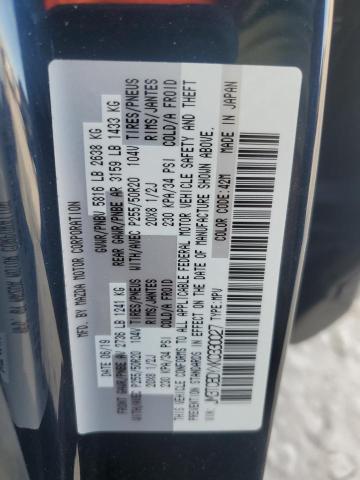 MFD. BY MAZDA MOTOR CORPORATION
DATE: 06/19 GVWR/PNBV 5816 LB 2638 KG
FRONT GAWR/PNBE AV 2736 LB 1241 KG REAR GAWR/PNBE AR 3159 LB 1433 KG
WITH/AVEC P255/50R20 104V TIRES/PNEUS WITH/AVEC P255/50R20 104V TIRES/PNEUS
20X8 1/2J RIMS/JANTES 20X8 1/2J RIMS/JANTES
230 KPA/34 PSI COLD/A FROID 230 KPA/34 PSI COLD/A FROID
THIS VEHICLE CONFORMS TO ALL APPLICABLE FEDERAL MOTOR VEHICLE SAFETY AND THEFT
PREVENTION STANDARDS IN EFFECT ON THE DATE OF MANUFACTURE SHOWN ABOVE.
MADE IN JAPAN
COLOR CODE:42M
TYPE:MPV